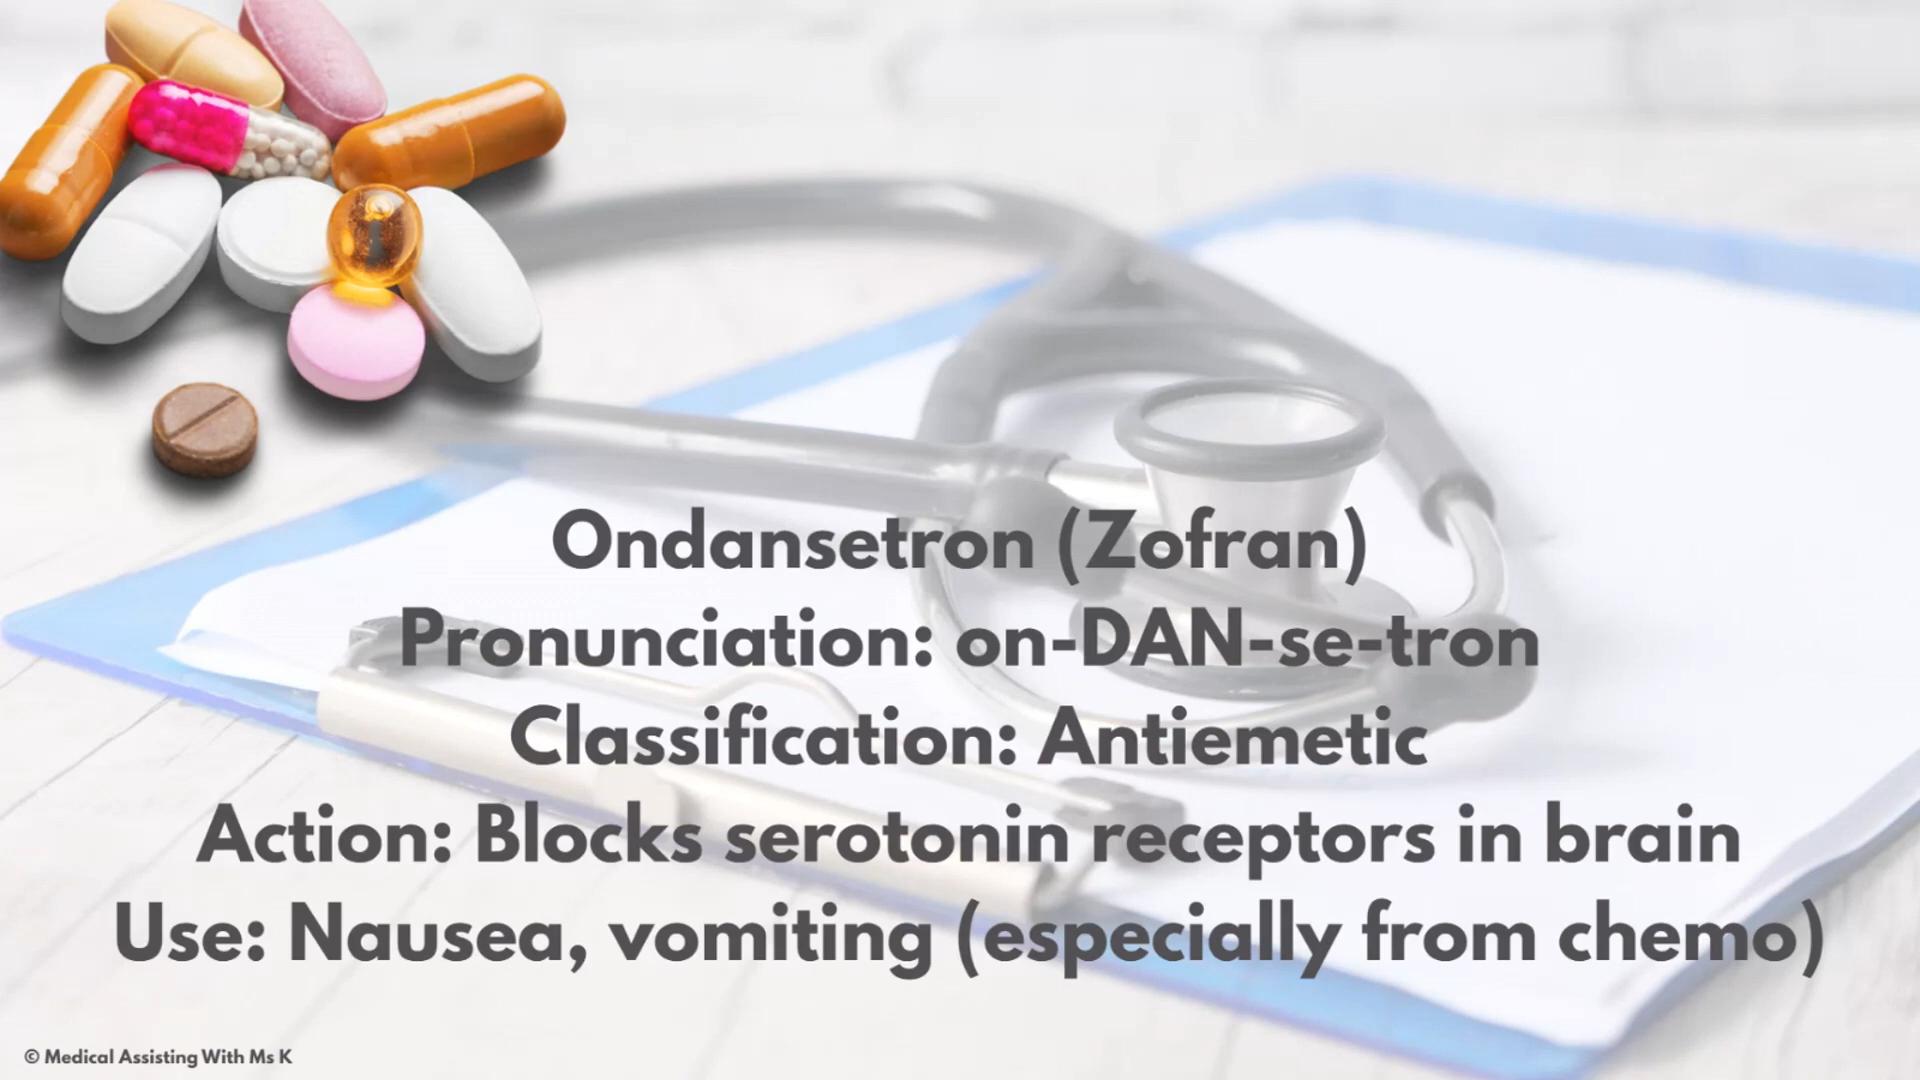 Ondansetron (Zofran)
Pronunciation: on-DAN-se-tron
Classification: Antiemetic
Action: Blocks serotonin receptors in brain
Use: Nausea, vomiting (especially from chemo)
© Medical Assisting With Ms K